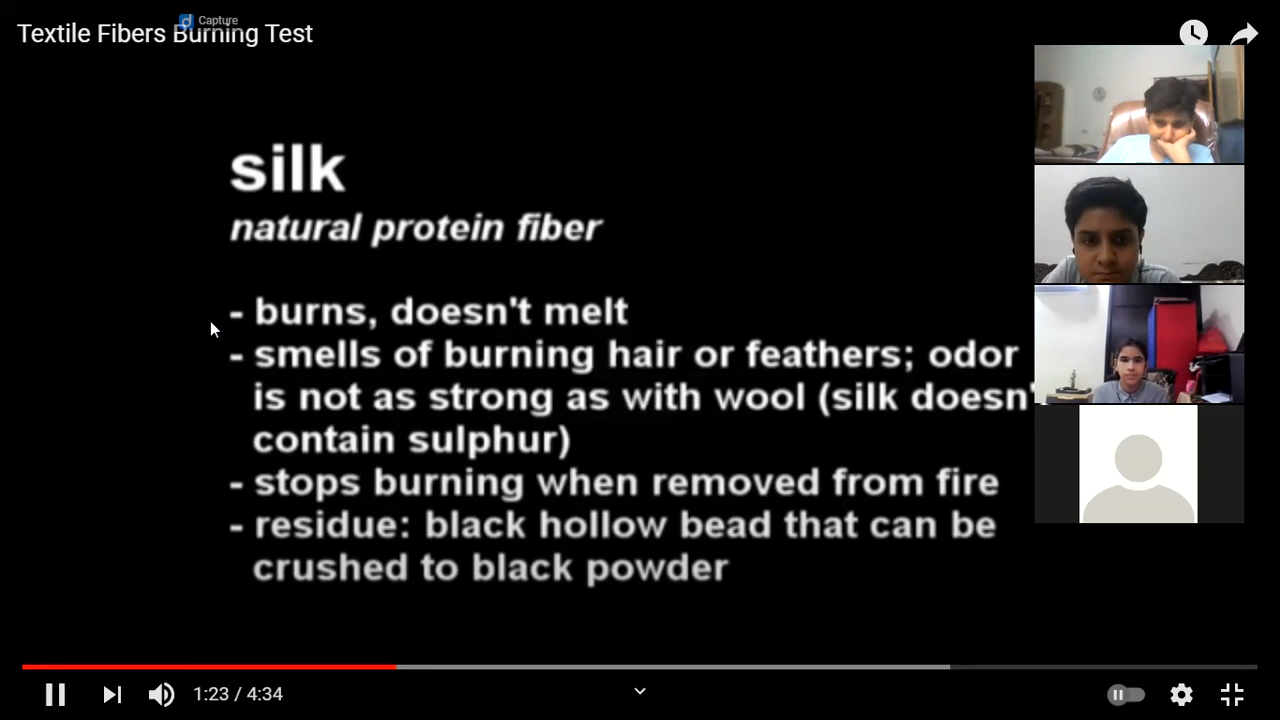 Capture
Textile Fibers Burning Test
silk
natural protein fiber
- burns, doesn't melt
- smells of burning hair or feathers; odor
is not as strong as with wool (silk doesn'
contain sulphur)
- stops burning when removed from fire
- residue: black hollow bead that can be
crushed to black powder
1:23 / 4:34